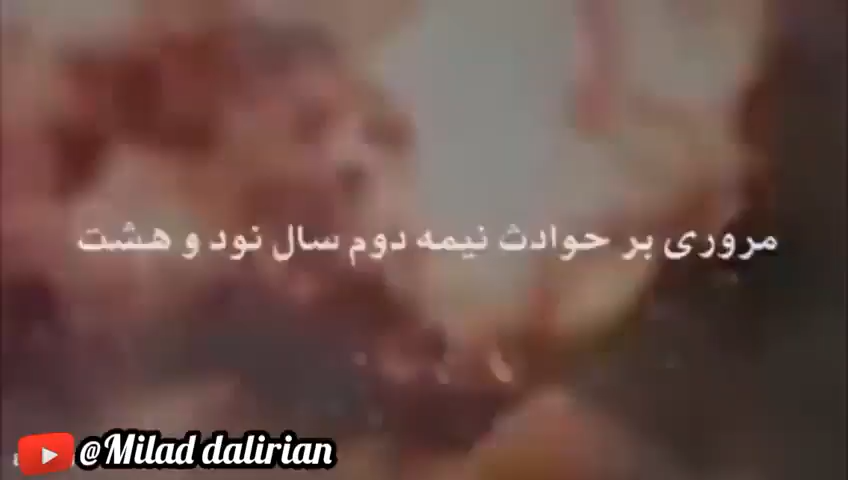 مروری بر حوادث نیمه دوم سال نود و هشت
@Milad dalirian